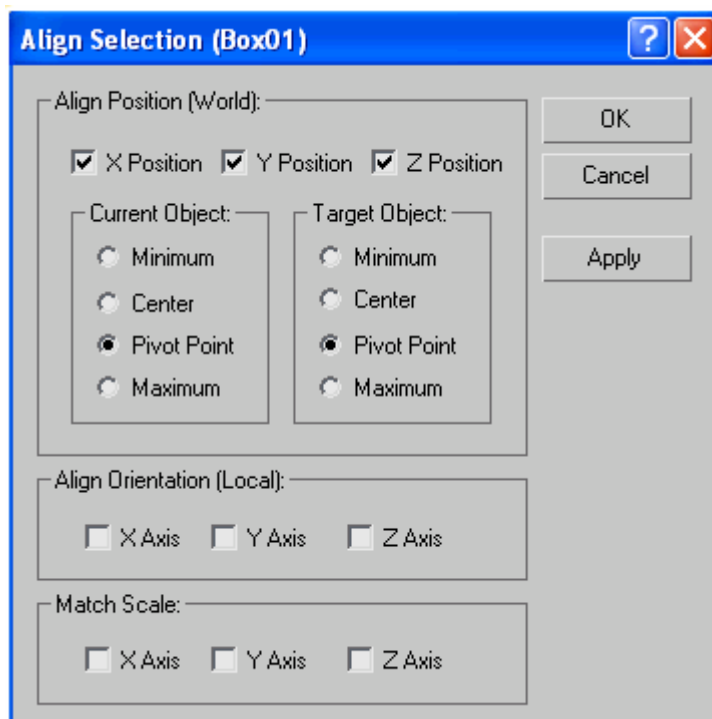 Align Selection (Box01)
Align Position (World):
X Position Y Position Z Position
Current Object:
Minimum
Center
Pivot Point
Maximum
Target Object:
Minimum
Center
Pivot Point
Maximum
OK
Cancel
Apply
Align Orientation (Local):
X Axis Y Axis Z Axis
Match Scale:
X Axis Y Axis Z Axis